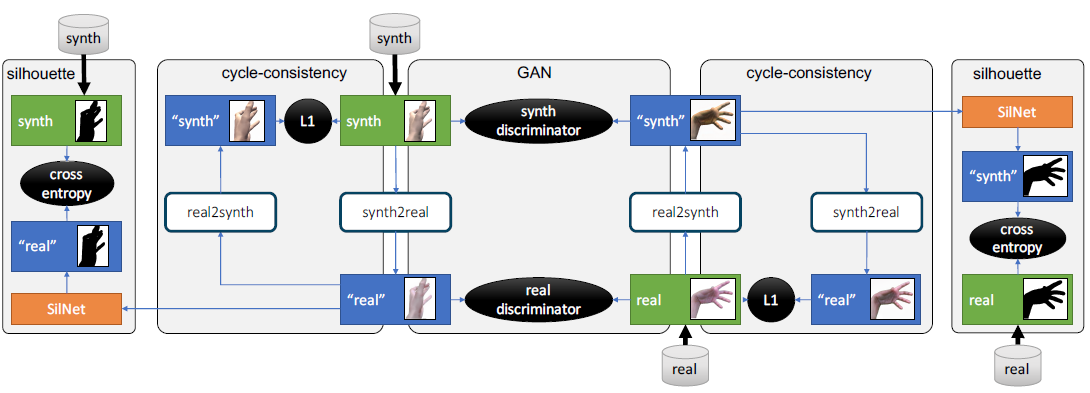 synth
synth
silhouette
cycle-consistency
GAN
cycle-consistency
silhouette
synth
"synth"
L1
synth
synth
discriminator
"synth"
SilNet
cross
entropy
"synth"
real2synth
synth2real
real2synth
synth2real
"real"
cross
entropy
SilNet
"real"
real
discriminator
real
L1
"real"
real
real
real